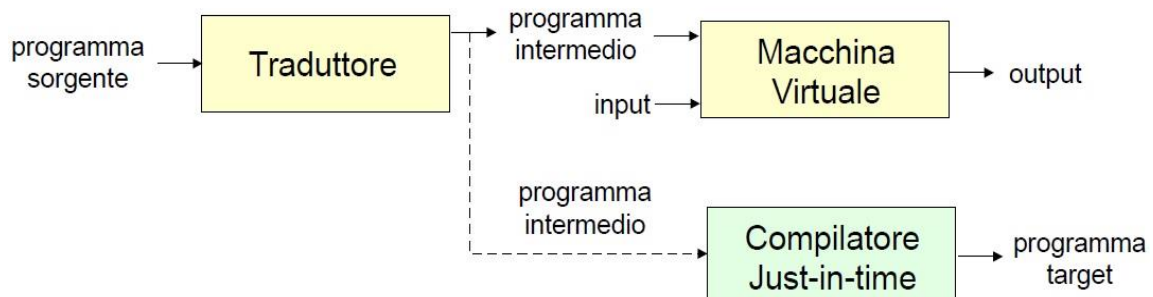 programma
sorgente
Traduttore
programma
intermedio
input
Macchina
Virtuale
output
programma
intermedio
Compilatore
Just-in-time
programma
target